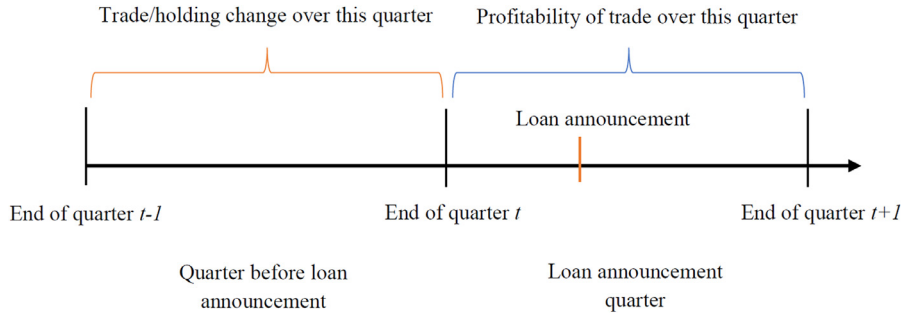 Trade/holding change over this quarter
Profitability of trade over this quarter
Loan announcement
End of quarter t-1
End of quarter t
End of quarter t+1
Quarter before loan
announcement
Loan announcement
quarter